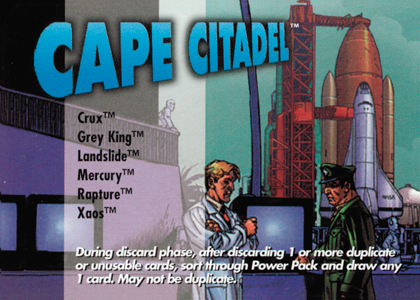 CAPE CITADEL™
Crux™
Grey King™
Landslide™
Mercury™
Rapture™
Xaos™
During discard phase, after discarding 1 or more duplicate
or unusable cards, sort through Power Pack and draw any
1 card. May not be duplicate.